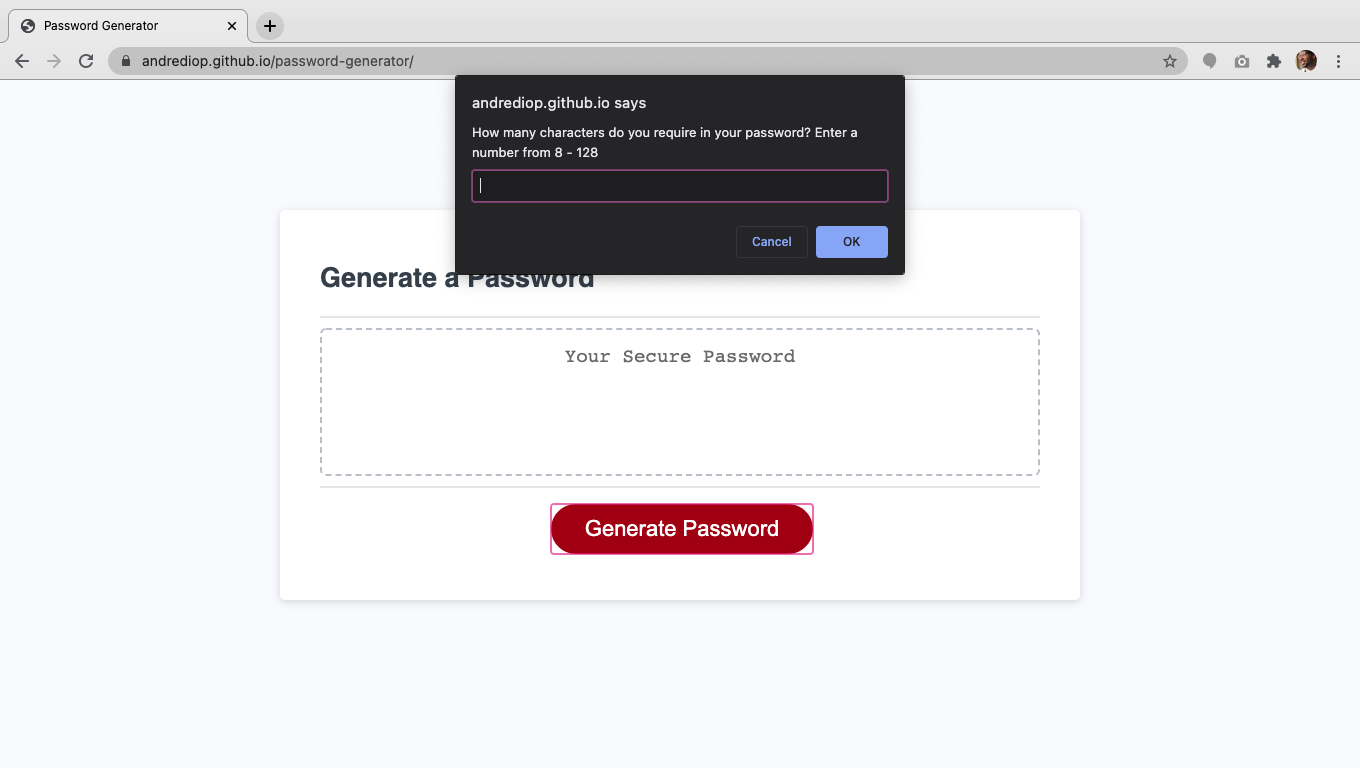 Password Generator
andrediop.github.io/password-generator/
andrediop.github.io says
How many characters do you require in your password? Enter a
number from 8 - 128
Cancel
OK
Generate a Password
Your Secure Password
Generate Password